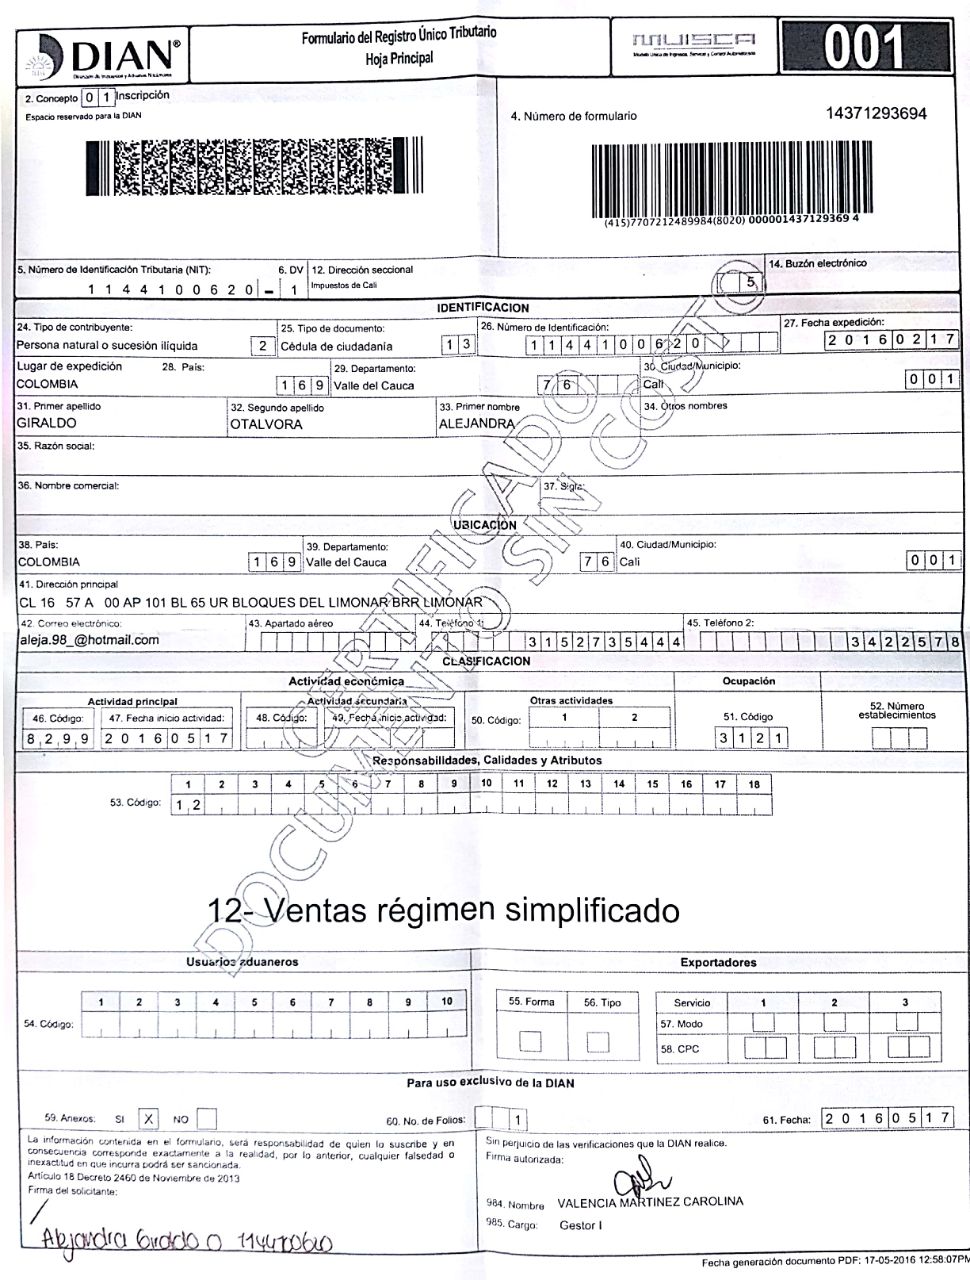 DIAN®
Dirección de Impuestos y Aduanas Nacionales
Formulario del Registro Único Tributario
Hoja Principal
MUISCA
Modelo Único de Ingresos, Servicio y Control Automatizado
001
2. Concepto 0 1 Inscripción
Espacio reservado para la DIAN
4. Número de formulario 14371293694
(415)7707212489984(8020) 000001437129369 4
5. Número de Identificación Tributaria (NIT): 6. DV 12. Dirección seccional 14. Buzón electrónico
1 1 4 4 1 0 0 6 2 0 - 1 Impuestos de Cali 5
IDENTIFICACION
24. Tipo de contribuyente: 25. Tipo de documento: 26. Número de Identificación: 27. Fecha expedición:
Persona natural o sucesión ilíquida 2 Cédula de ciudadanía 1 3 1 1 4 4 1 0 0 6 2 0 2 0 1 6 0 2 1 7
Lugar de expedición 28. País: 29. Departamento: 30. Ciudad/Municipio:
COLOMBIA 1 6 9 Valle del Cauca 7 6 Cali 0 0 1
31. Primer apellido 32. Segundo apellido 33. Primer nombre 34. Otros nombres
GIRALDO OTALVORA ALEJANDRA
35. Razón social:
36. Nombre comercial: 37. Sigla:
UBICACIÓN
38. País: 39. Departamento: 40. Ciudad/Municipio:
COLOMBIA 1 6 9 Valle del Cauca 7 6 Cali 0 0 1
41. Dirección principal
CL 16 57 A 00 AP 101 BL 65 UR BLOQUES DEL LIMONAR BRR LIMONAR
42. Correo electrónico: 43. Apartado aéreo 44. Teléfono 1: 45. Teléfono 2:
aleja.98_@hotmail.com 3 1 5 2 7 3 5 4 4 4 3 4 2 2 5 7 8
CLASIFICACION
Actividad económica Ocupación
Actividad principal Actividad secundaria Otras actividades 52. Número establecimientos
46. Código: 47. Fecha inicio actividad: 48. Código: 49. Fecha inicio actividad: 50. Código: 1 2 51. Código
8 2 9 9 2 0 1 6 0 5 1 7 3 1 2 1
Responsabilidades, Calidades y Atributos
1 2 3 4 5 6 7 8 9 10 11 12 13 14 15 16 17 18
53. Código: 1 2
CERTIFICADO
DOCUMENTO SIN COSTO
12- Ventas régimen simplificado
Usuarios aduaneros Exportadores
1 2 3 4 5 6 7 8 9 10
54. Código:
55. Forma 56. Tipo Servicio 1 2 3
57. Modo
58. CPC
Para uso exclusivo de la DIAN
59. Anexos: SI X NO 60. No. de Folios: 1 61. Fecha: 2 0 1 6 0 5 1 7
La información contenida en el formulario, será responsabilidad de quien lo suscribe y en
consecuencia corresponde exactamente a la realidad, por lo anterior, cualquier falsedad o
inexactitud en que incurra podrá ser sancionada.
Artículo 18 Decreto 2460 de Noviembre de 2013
Firma del solicitante:
Alejandra Giraldo O
Sin perjuicio de las verificaciones que la DIAN realice.
Firma autorizada:
984. Nombre VALENCIA MARTINEZ CAROLINA
985. Cargo: Gestor I
Fecha generación documento PDF: 17-05-2016 12:58:07PM